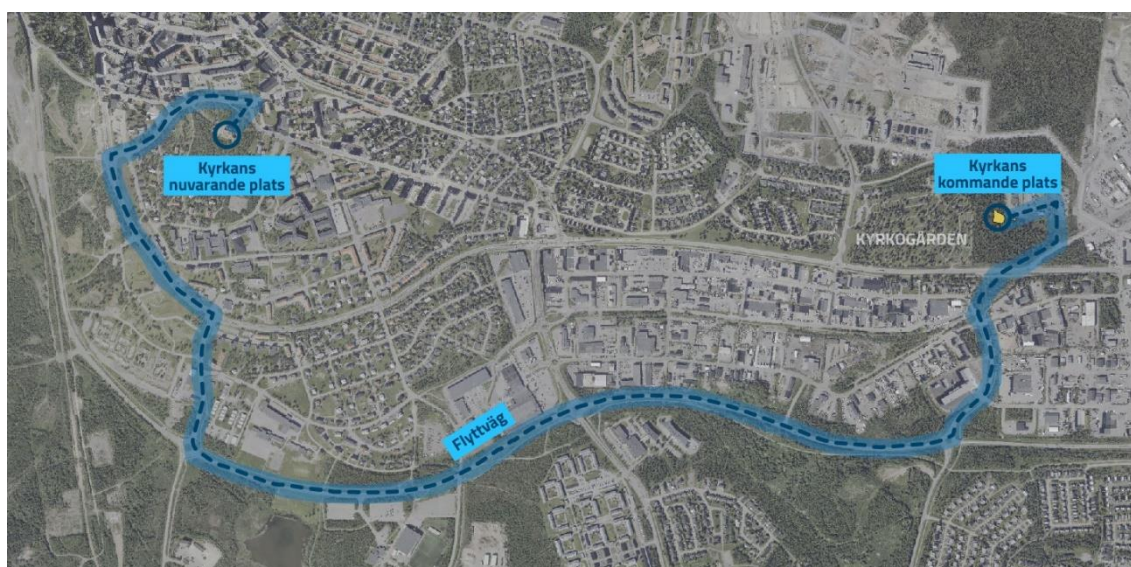 Kyrkans
nuvarande plats
Kyrkans
kommande plats
KYRKOGÅRDEN
Flyttväg